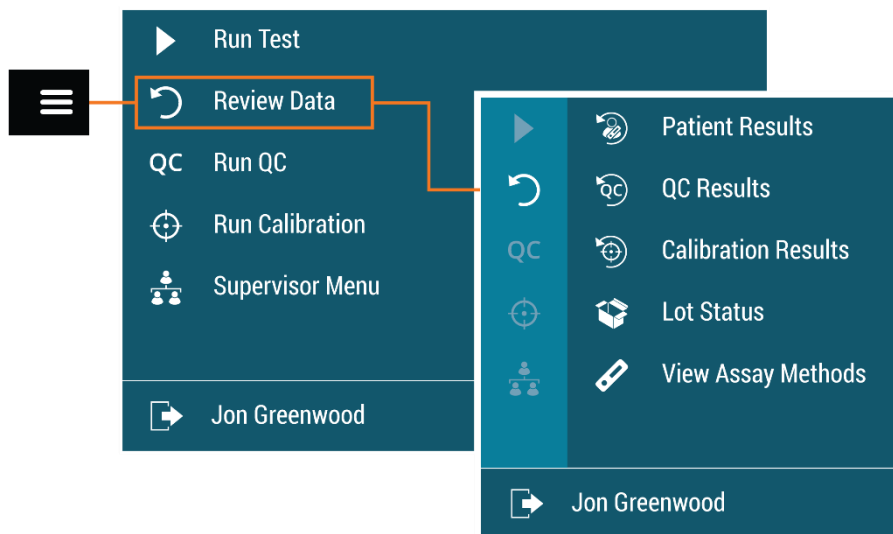 Run Test
Review Data
QC Run QC
Run Calibration
Supervisor Menu
Jon Greenwood
Patient Results
QC QC Results
QC
Calibration Results
Lot Status
View Assay Methods
Jon Greenwood